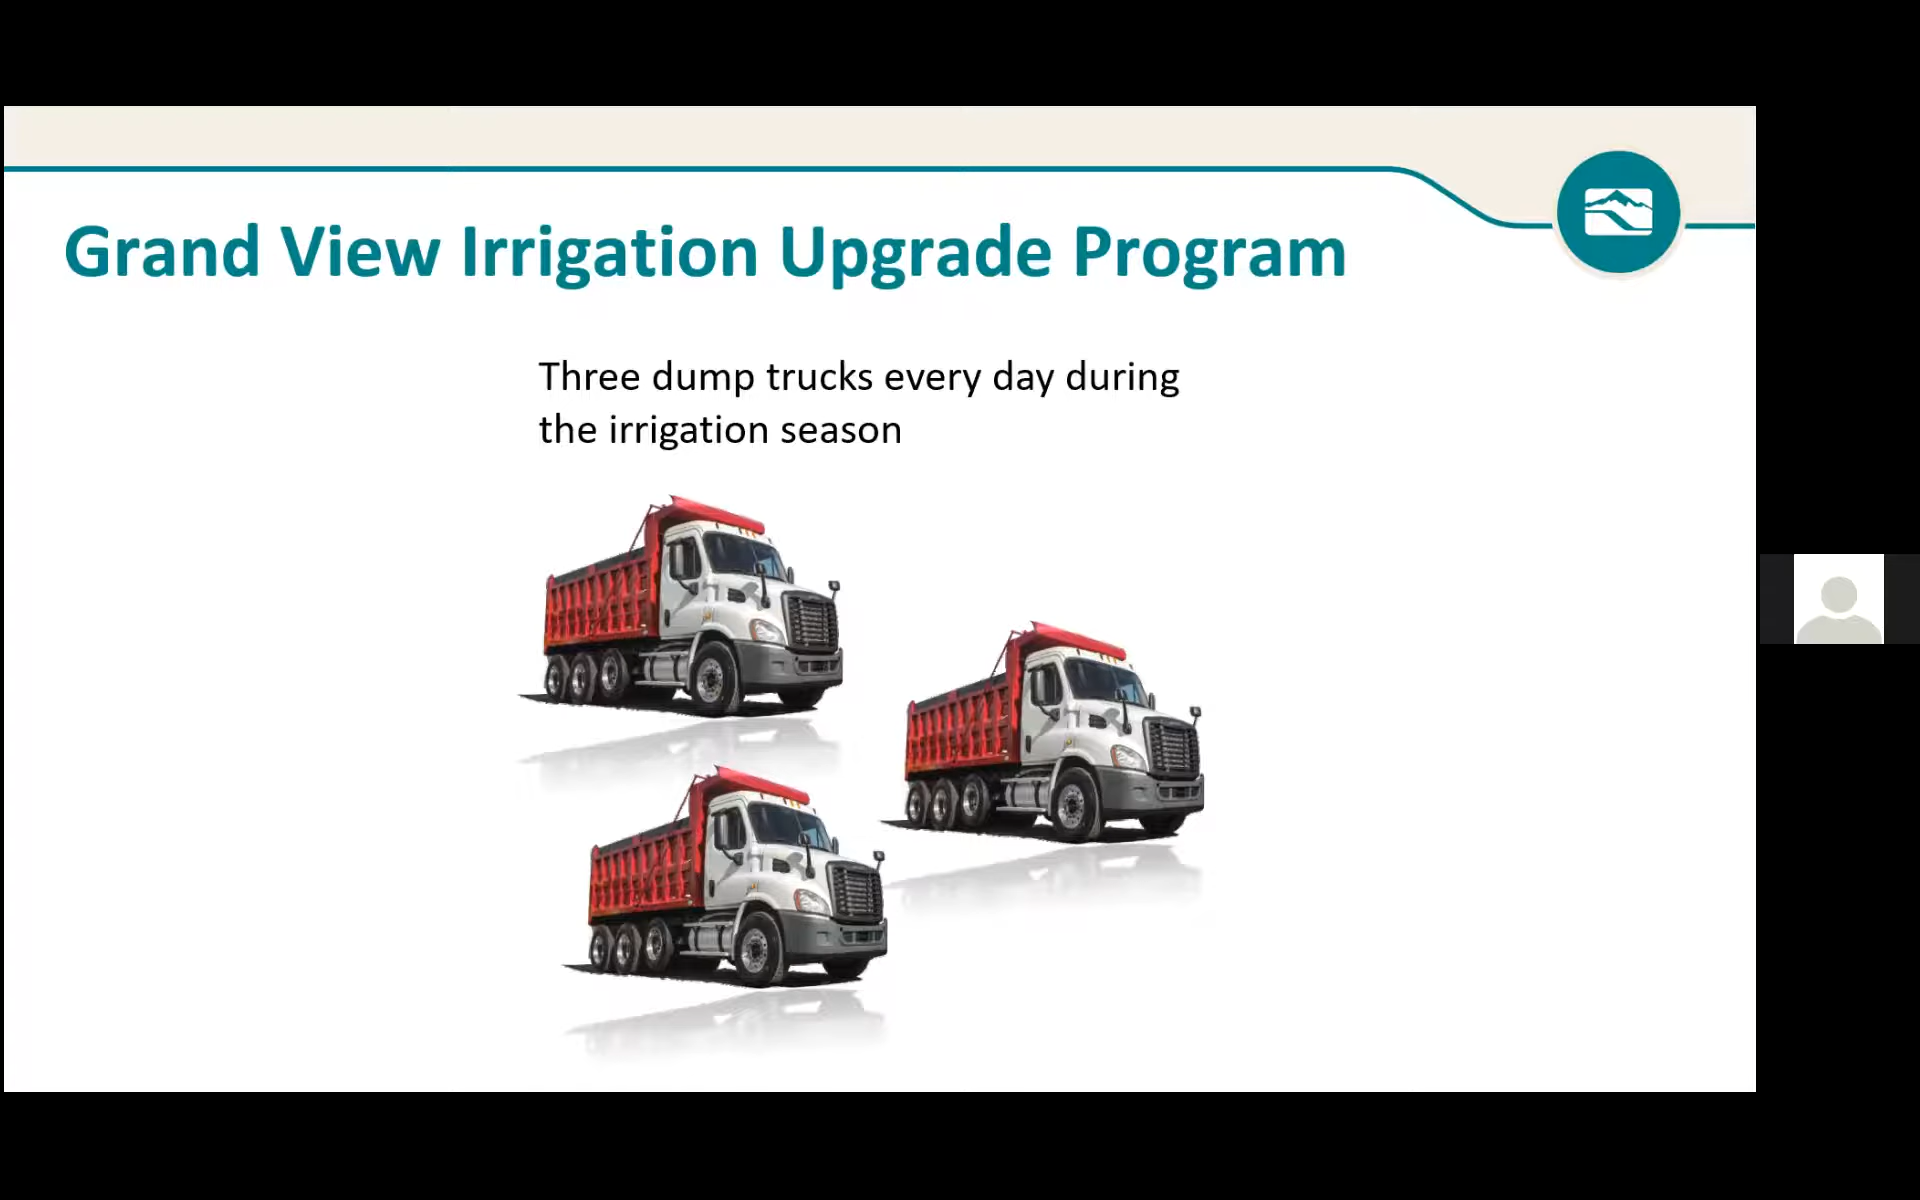 Grand View Irrigation Upgrade Program
Three dump trucks every day during
the irrigation season